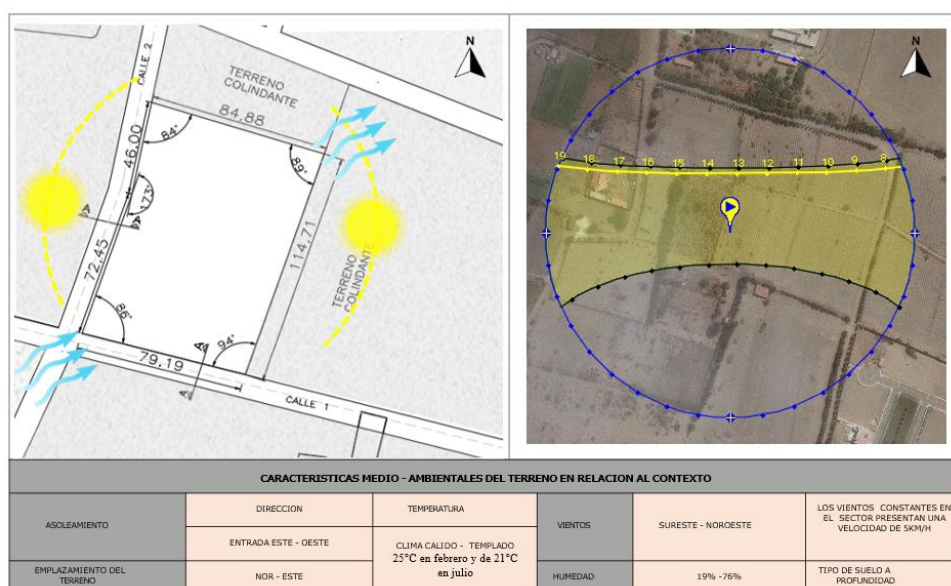 N
CALLE 2
TERRENO
COLINDANTE
84.88
46.00
84°
89°
173°
A
A
72.45
114.71
TERRENO
COLINDANTE
86°
94°
79.19
A
A
CALLE 1
N
19 18 17 16 15 14 13 12 11 10 9 8
CARACTERISTICAS MEDIO - AMBIENTALES DEL TERRENO EN RELACION AL CONTEXTO
ASOLEAMIENTO
DIRECCION
ENTRADA ESTE - OESTE
TEMPERATURA
CLIMA CALIDO - TEMPLADO
25°C en febrero y de 21°C
en julio
VIENTOS
SURESTE - NOROESTE
LOS VIENTOS CONSTANTES EN
EL SECTOR PRESENTAN UNA
VELOCIDAD DE 5KM/H
EMPLAZAMIENTO DEL
TERRENO
NOR - ESTE
HUMEDAD
19% -76%
TIPO DE SUELO A
PROFUNDIDAD